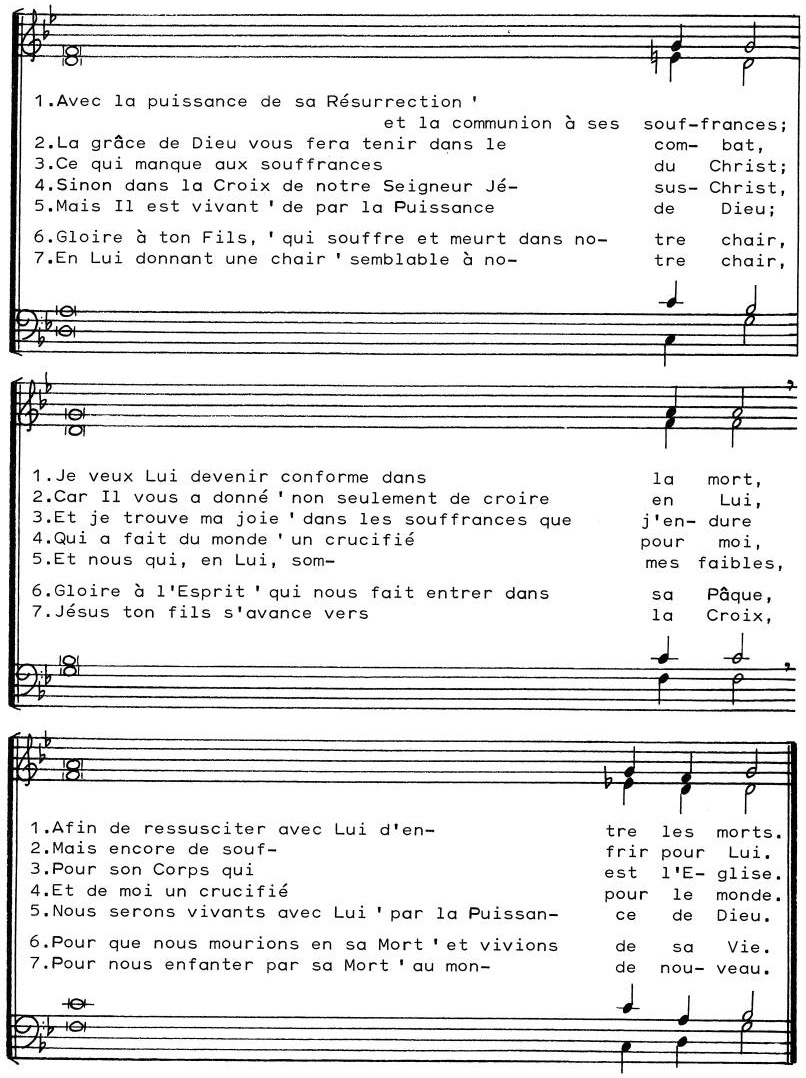 1.Avec la puissance de sa Résurrection '
et la communion à ses souf-frances;
2.La grâce de Dieu vous fera tenir dans le com- bat,
3.Ce qui manque aux souffrances du Christ;
4.Sinon dans la Croix de notre Seigneur Jé- sus- Christ,
5.Mais Il est vivant ' de par la Puissance de Dieu;
6.Gloire à ton Fils, ' qui souffre et meurt dans no- tre chair,
7.En Lui donnant une chair ' semblable à no- tre chair,
1.Je veux Lui devenir conforme dans la mort,
2.Car Il vous a donné ' non seulement de croire en Lui,
3.Et je trouve ma joie ' dans les souffrances que j'en- dure
4.Qui a fait du monde ' un crucifié pour moi,
5.Et nous qui, en Lui, som- mes faibles,
6.Gloire à l'Esprit ' qui nous fait entrer dans sa Pâque,
7.Jésus ton fils s'avance vers la Croix,
1.Afin de ressusciter avec Lui d'en- tre les morts.
2.Mais encore de souf- frir pour Lui.
3.Pour son Corps qui est l'E- glise.
4.Et de moi un crucifié pour le monde.
5.Nous serons vivants avec Lui ' par la Puissan- ce de Dieu.
6.Pour que nous mourions en sa Mort ' et vivions de sa Vie.
7.Pour nous enfanter par sa Mort ' au mon- de nou- veau.